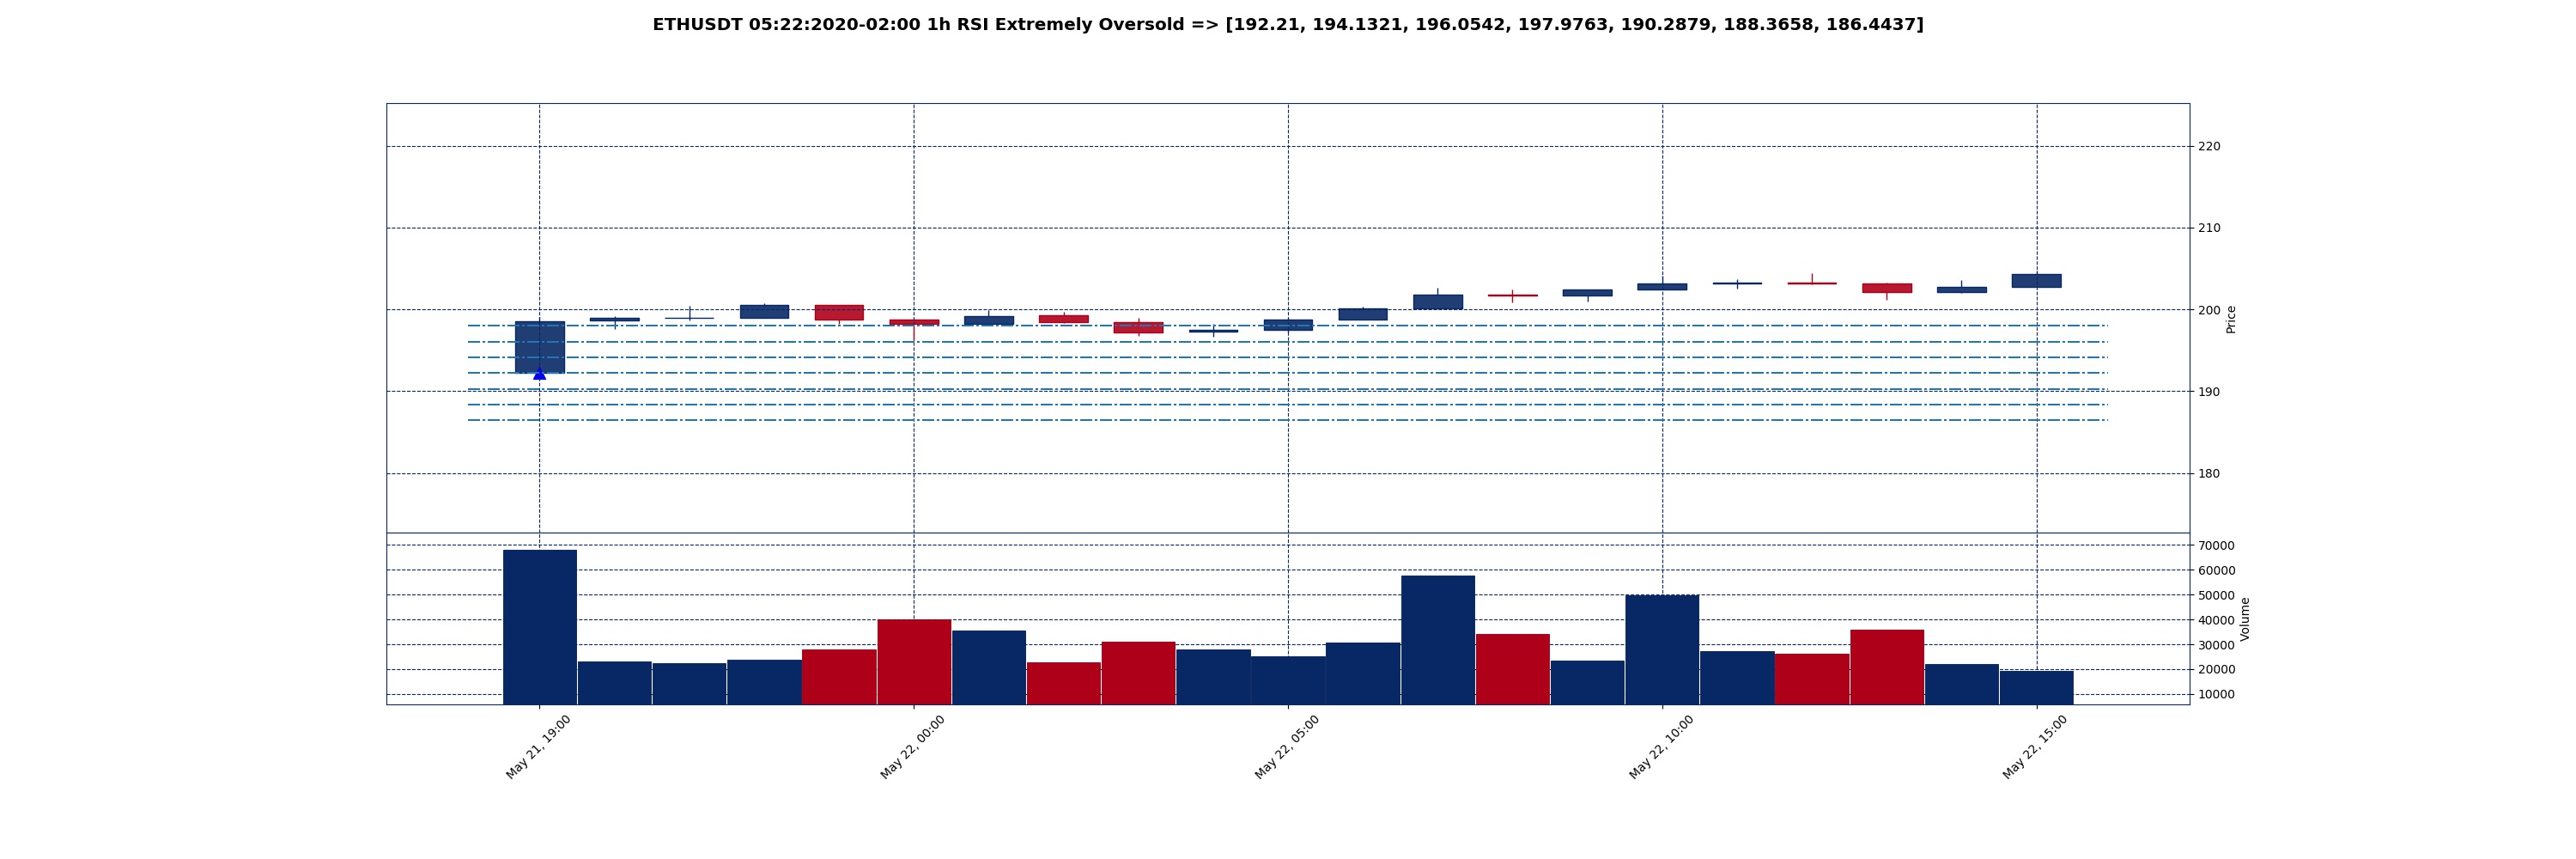 ETHUSDT 05:22:2020-02:00 1h RSI Extremely Oversold => [192.21, 194.1321, 196.0542, 197.9763, 190.2879, 188.3658, 186.4437]
220
210
200
190
180
Price
70000
60000
50000
40000
30000
20000
10000
Volume
May 21, 19:00
May 22, 00:00
May 22, 05:00
May 22, 10:00
May 22, 15:00